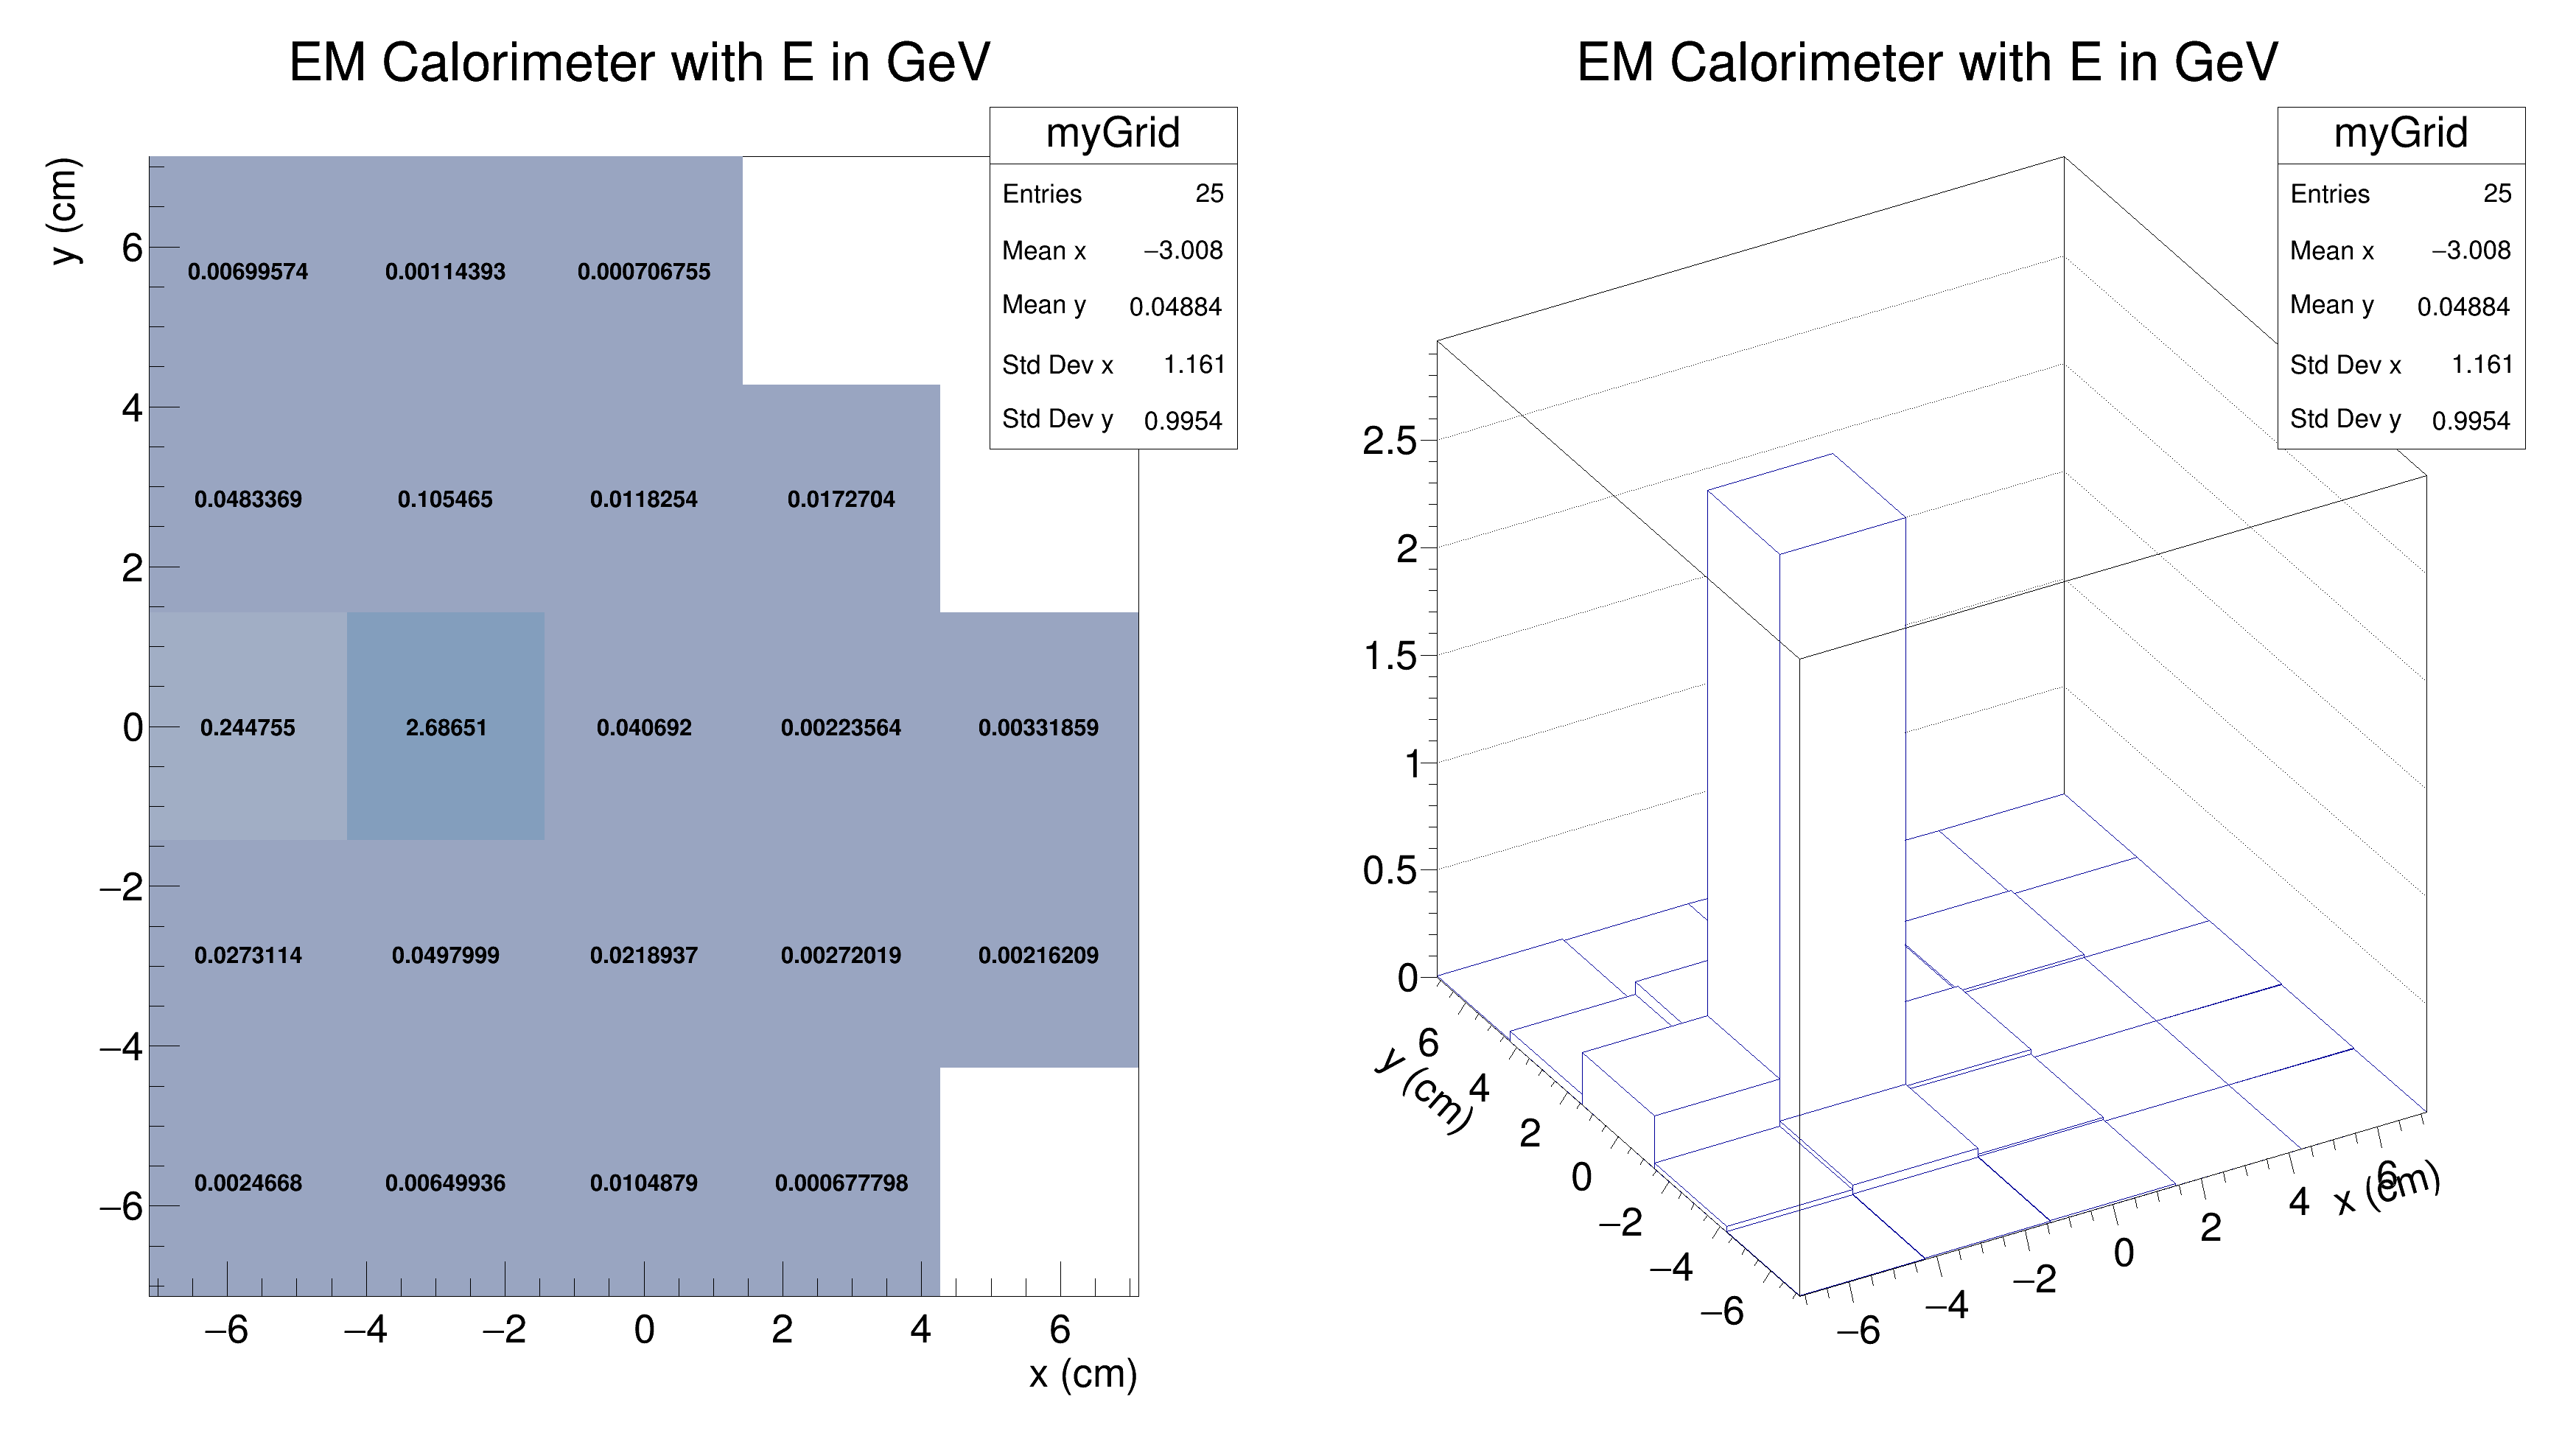 EM Calorimeter with E in GeV
myGrid
Entries 25
Mean x −3.008
Mean y 0.04884
Std Dev x 1.161
Std Dev y 0.9954
y (cm)
6
4
2
0
−2
−4
−6
0.00699574 0.00114393 0.000706755
0.0483369 0.105465 0.0118254 0.0172704
0.244755 2.68651 0.040692 0.00223564 0.00331859
0.0273114 0.0497999 0.0218937 0.00272019 0.00216209
0.0024668 0.00649936 0.0104879 0.000677798
−6 −4 −2 0 2 4 6
x (cm)
EM Calorimeter with E in GeV
myGrid
Entries 25
Mean x −3.008
Mean y 0.04884
Std Dev x 1.161
Std Dev y 0.9954
2.5
2
1.5
1
0.5
0
6
4
2
0
−2
−4
−6
y (cm)
−6
−4
−2
0
2
4
6
x (cm)